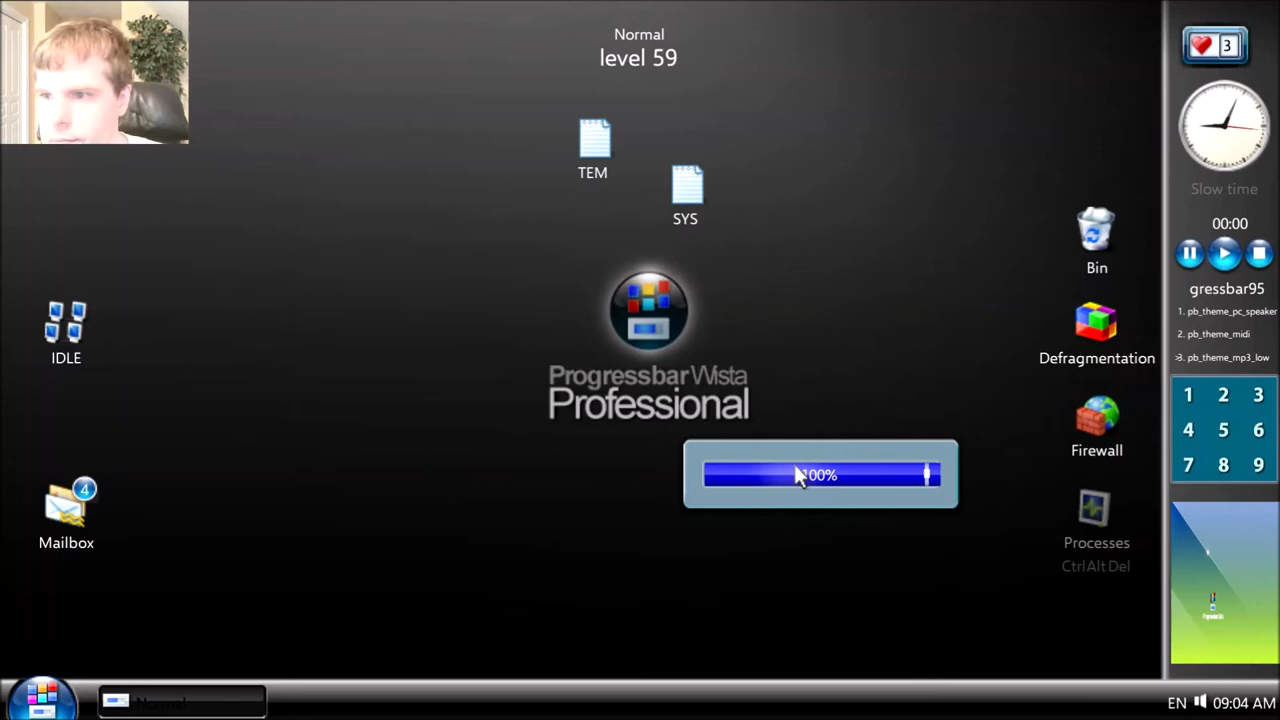 Normal
level 59
3
TEM
SYS
Slow time
00:00
gressbar95
1. pb_theme_pc_speaker
2. pb_theme_midi
>3. pb_theme_mp3_low
1 2 3
4 5 6
7 8 9
Bin
Defragmentation
Firewall
Processes
CtrlAltDel
IDLE
4
Mailbox
ProgressbarWista
Professional
100%
Normal
EN
09:04 AM